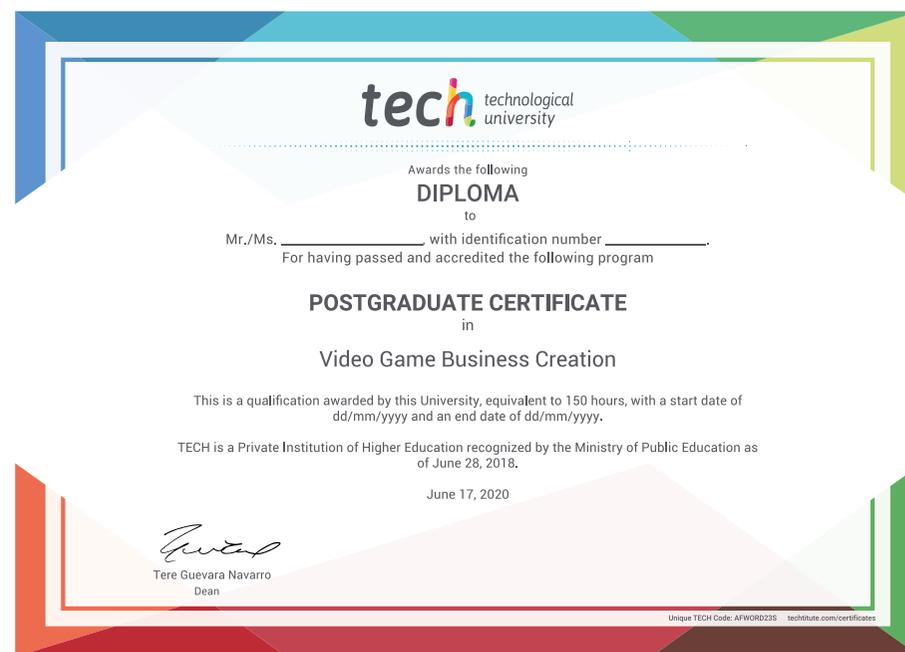 tech technological
university
Awards the following
DIPLOMA
to
Mr./Ms. ____________________, with identification number ______________.
For having passed and accredited the following program
POSTGRADUATE CERTIFICATE
in
Video Game Business Creation
This is a qualification awarded by this University, equivalent to 150 hours, with a start date of
dd/mm/yyyy and an end date of dd/mm/yyyy.
TECH is a Private Institution of Higher Education recognized by the Ministry of Public Education as
of June 28, 2018.
June 17, 2020
Tere Guevara Navarro
Dean
Unique TECH Code: AFWORD23S techtitute.com/certificates